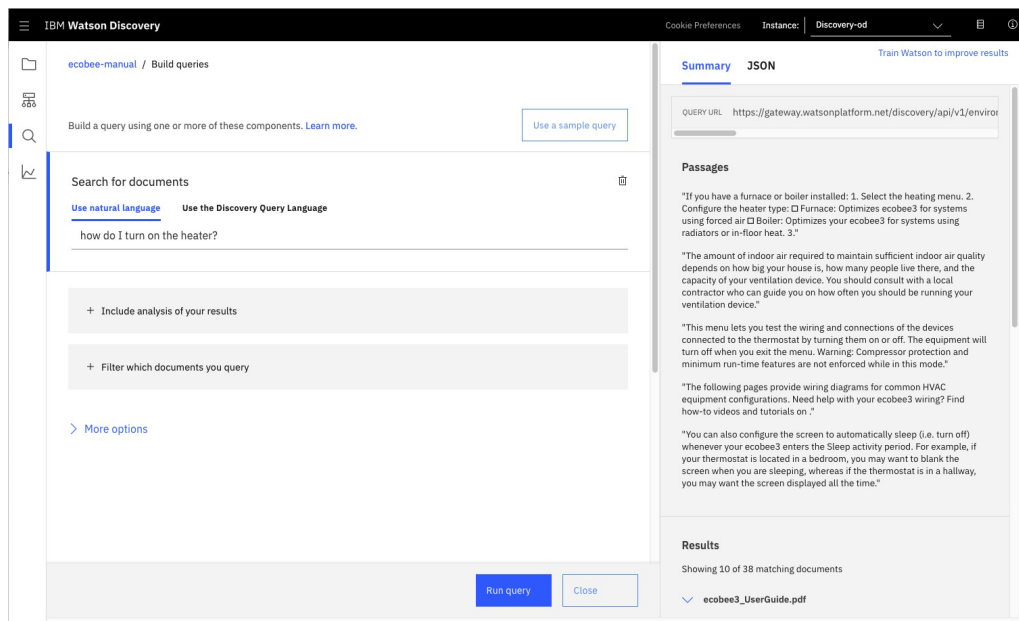 IBM Watson Discovery
Cookie Preferences
Instance:
Discovery-od
ecobee-manual / Build queries
Build a query using one or more of these components. Learn more.
Use a sample query
Search for documents
Use natural language
Use the Discovery Query Language
how do I turn on the heater?
+ Include analysis of your results
+ Filter which documents you query
More options
Run query
Close
Train Watson to improve results
Summary
JSON
QUERY URL https://gateway.watsonplatform.net/discovery/api/v1/enviror
Passages
"If you have a furnace or boiler installed: 1. Select the heating menu. 2.
Configure the heater type: ☐ Furnace: Optimizes ecobee3 for systems
using forced air ☐ Boiler: Optimizes your ecobee3 for systems using
radiators or in-floor heat. 3."
"The amount of indoor air required to maintain sufficient indoor air quality
depends on how big your house is, how many people live there, and the
capacity of your ventilation device. You should consult with a local
contractor who can guide you on how often you should be running your
ventilation device."
"This menu lets you test the wiring and connections of the devices
connected to the thermostat by turning them on or off. The equipment will
turn off when you exit the menu. Warning: Compressor protection and
minimum run-time features are not enforced while in this mode."
"The following pages provide wiring diagrams for common HVAC
equipment configurations. Need help with your ecobee3 wiring? Find
how-to videos and tutorials on ."
"You can also configure the screen to automatically sleep (i.e. turn off)
whenever your ecobee3 enters the Sleep activity period. For example, if
your thermostat is located in a bedroom, you may want to blank the
screen when you are sleeping, whereas if the thermostat is in a hallway,
you may want the screen displayed all the time."
Results
Showing 10 of 38 matching documents
ecobee3_UserGuide.pdf